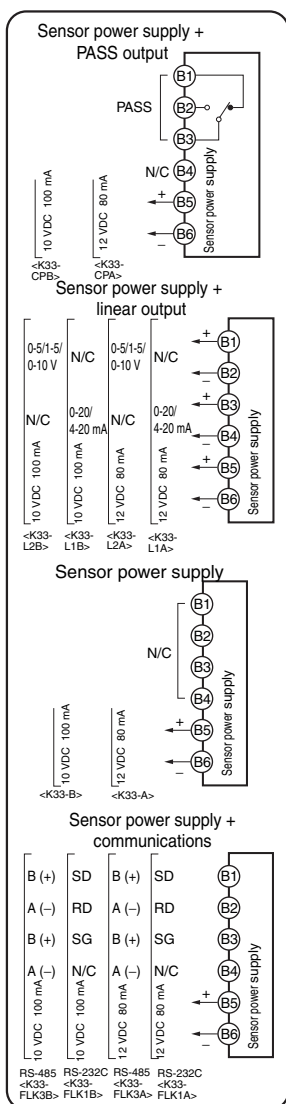 Sensor power supply +
PASS output
PASS
B1
B2
B3
N/C
B4
+
B5
−
B6
Sensor power supply
10 VDC 100 mA
12 VDC 80 mA
<K33-
CPB>
<K33-
CPA>
Sensor power supply +
linear output
0-5/1-5/
0-10 V
N/C
0-5/1-5/
0-10 V
N/C
N/C
0-20/
4-20 mA
N/C
0-20/
4-20 mA
10 VDC 100 mA
10 VDC 100 mA
12 VDC 80 mA
12 VDC 80 mA
+
B1
−
B2
+
B3
−
B4
+
B5
−
B6
Sensor power supply
<K33-
L2B>
<K33-
L1B>
<K33-
L2A>
<K33-
L1A>
Sensor power supply
N/C
B1
B2
B3
B4
+
B5
−
B6
Sensor power supply
10 VDC 100 mA
12 VDC 80 mA
<K33-B>
<K33-A>
Sensor power supply +
communications
B (+) SD B (+) SD
B1
A (−) RD A (−) RD
B2
B (+) SG B (+) SG
B3
A (−) N/C A (−) N/C
B4
+
B5
−
B6
Sensor power supply
10 VDC 100 mA
10 VDC 100 mA
12 VDC 80 mA
12 VDC 80 mA
RS-485
<K33-
FLK3B>
RS-232C
<K33-
FLK1B>
RS-485
<K33-
FLK3A>
RS-232C
<K33-
FLK1A>